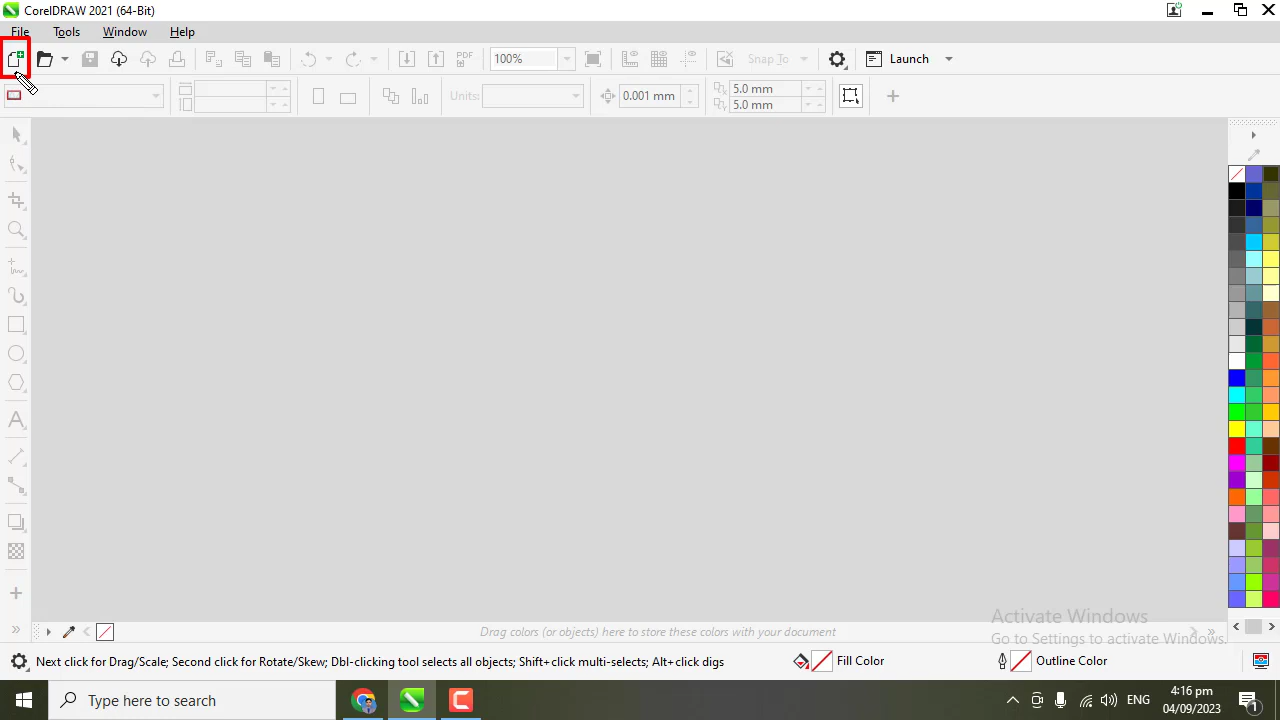 CorelDRAW 2021 (64-Bit)
File Tools Window Help
PDF 100% Snap To Launch
Units: 0.001 mm 5.0 mm
5.0 mm
A
Drag colors (or objects) here to store these colors with your document
Activate Windows
Go to Settings to activate Windows.
Next click for Drag/Scale; Second click for Rotate/Skew; Dbl-clicking tool selects all objects; Shift+click multi-selects; Alt+click digs
Fill Color
Outline Color
Type here to search
ENG
4:16 pm
04/09/2023
1